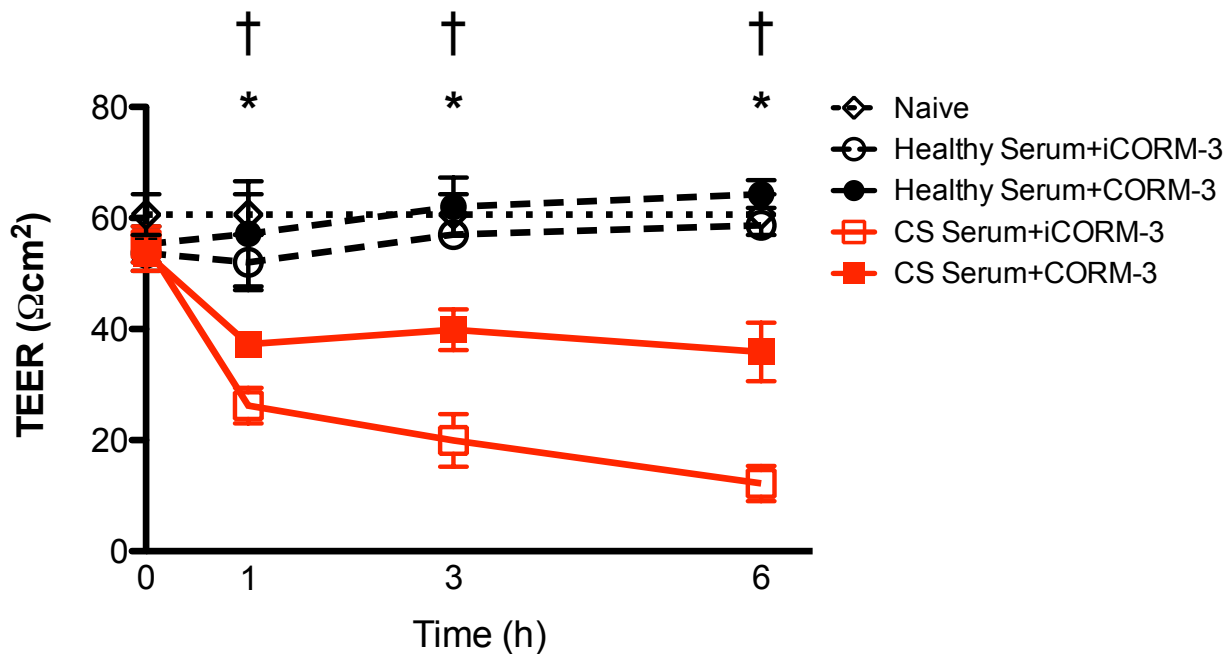 † † †
* * *
80
60
40
20
0
TEER (Ωcm²)
0 1 3 6
Time (h)
Naive
Healthy Serum+iCORM-3
Healthy Serum+CORM-3
CS Serum+iCORM-3
CS Serum+CORM-3